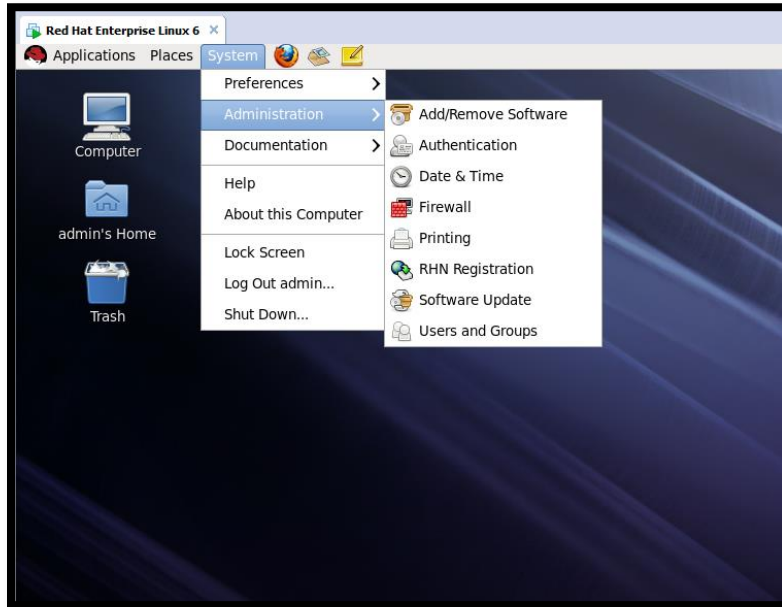 Red Hat Enterprise Linux 6 ×
Applications Places System
Preferences
Administration
Documentation
Help
About this Computer
Lock Screen
Log Out admin...
Shut Down...
Add/Remove Software
Authentication
Date & Time
Firewall
Printing
RHN Registration
Software Update
Users and Groups
Computer
admin's Home
Trash